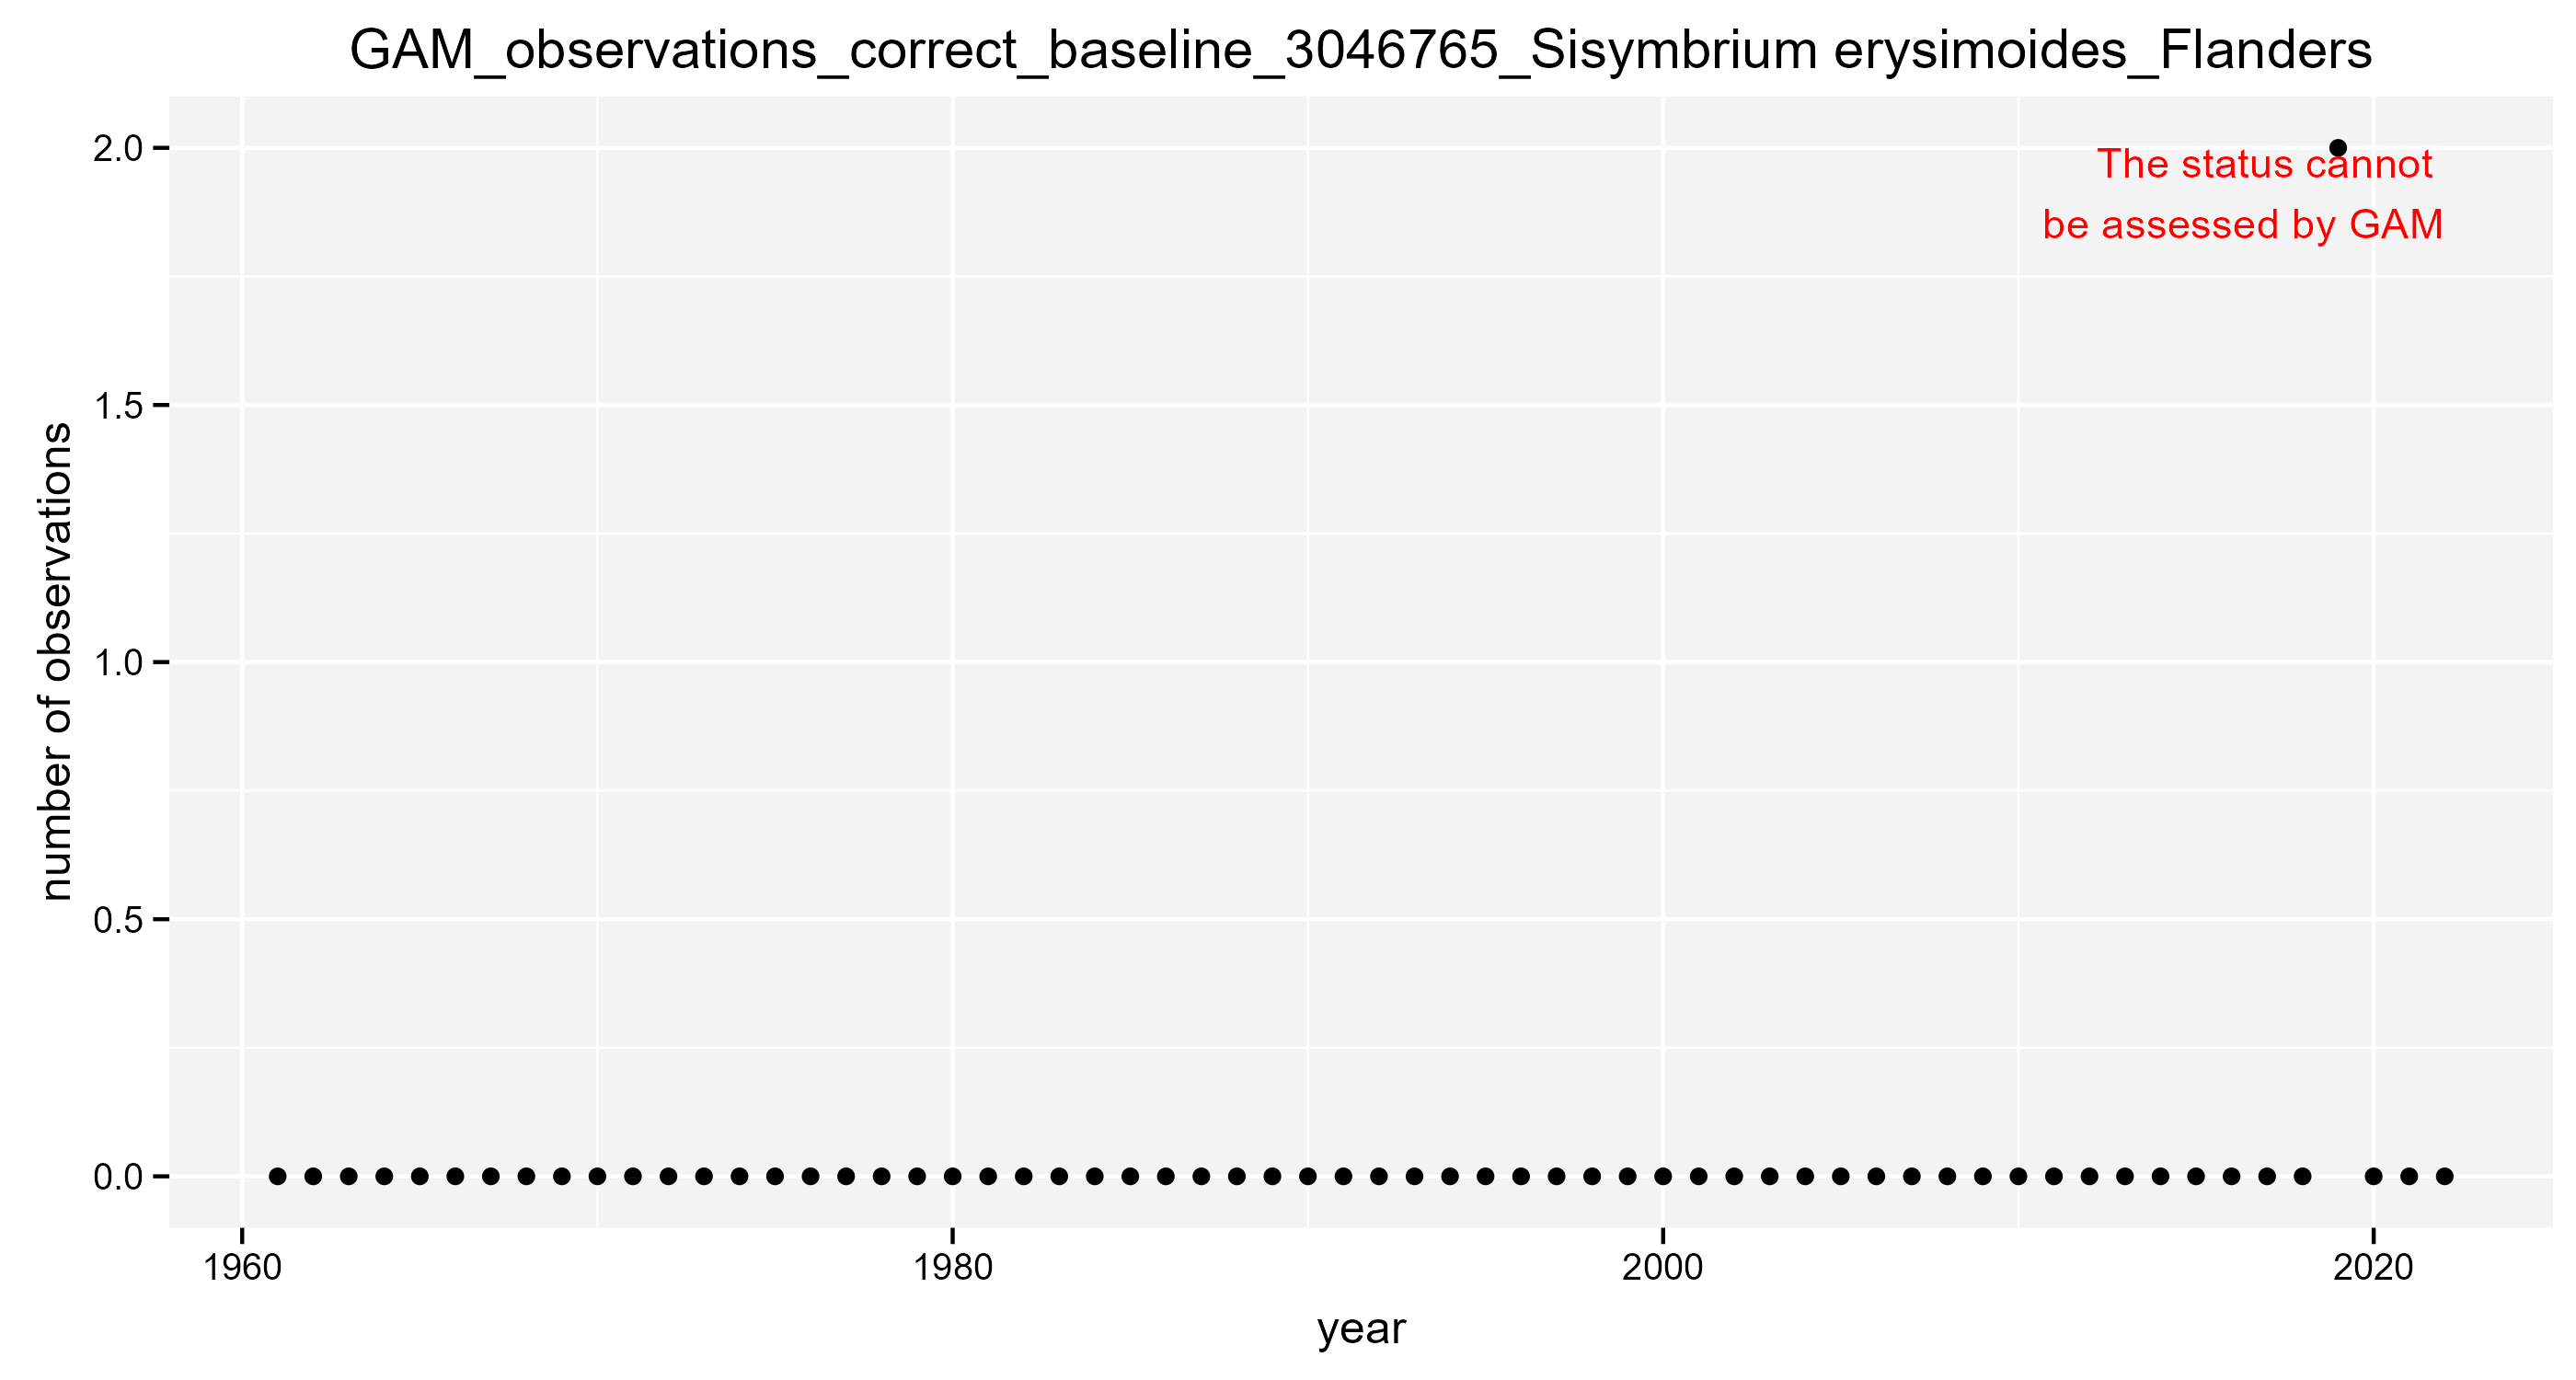 GAM_observations_correct_baseline_3046765_Sisymbrium erysimoides_Flanders
2.0
The status cannot
be assessed by GAM
1.5
number of observations
1.0
0.5
0.0
1960 1980 2000 2020
year